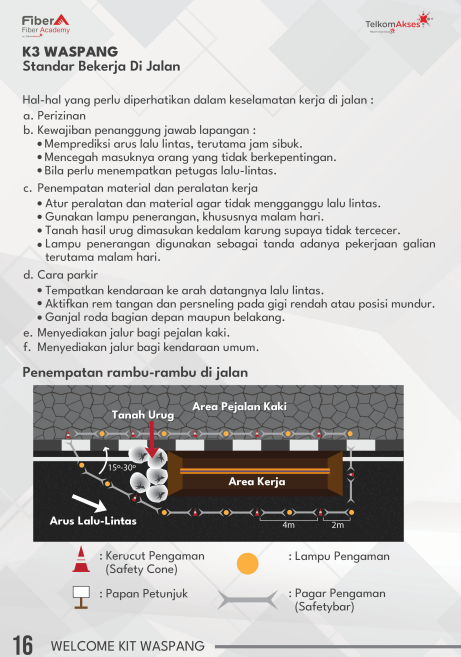 FiberA
Fiber Academy
TelkomAkses
K3 WASPANG
Standar Bekerja Di Jalan
Hal-hal yang perlu diperhatikan dalam keselamatan kerja di jalan :
a. Perizinan
b. Kewajiban penanggung jawab lapangan :
• Memprediksi arus lalu lintas, terutama jam sibuk.
• Mencegah masuknya orang yang tidak berkepentingan.
• Bila perlu menempatkan petugas lalu-lintas.
c. Penempatan material dan peralatan kerja
• Atur peralatan dan material agar tidak mengganggu lalu lintas.
• Gunakan lampu penerangan, khususnya malam hari.
• Tanah hasil urug dimasukan kedalam karung supaya tidak tercecer.
• Lampu penerangan digunakan sebagai tanda adanya pekerjaan galian
terutama malam hari.
d. Cara parkir
• Tempatkan kendaraan ke arah datangnya lalu lintas.
• Aktifkan rem tangan dan persneling pada gigi rendah atau posisi mundur.
• Ganjal roda bagian depan maupun belakang.
e. Menyediakan jalur bagi pejalan kaki.
f. Menyediakan jalur bagi kendaraan umum.
Penempatan rambu-rambu di jalan
Area Pejalan Kaki
Tanah Urug
15°-30°
Area Kerja
Arus Lalu-Lintas
4m
2m
: Kerucut Pengaman
(Safety Cone)
: Lampu Pengaman
: Papan Petunjuk
: Pagar Pengaman
(Safetybar)
16 WELCOME KIT WASPANG